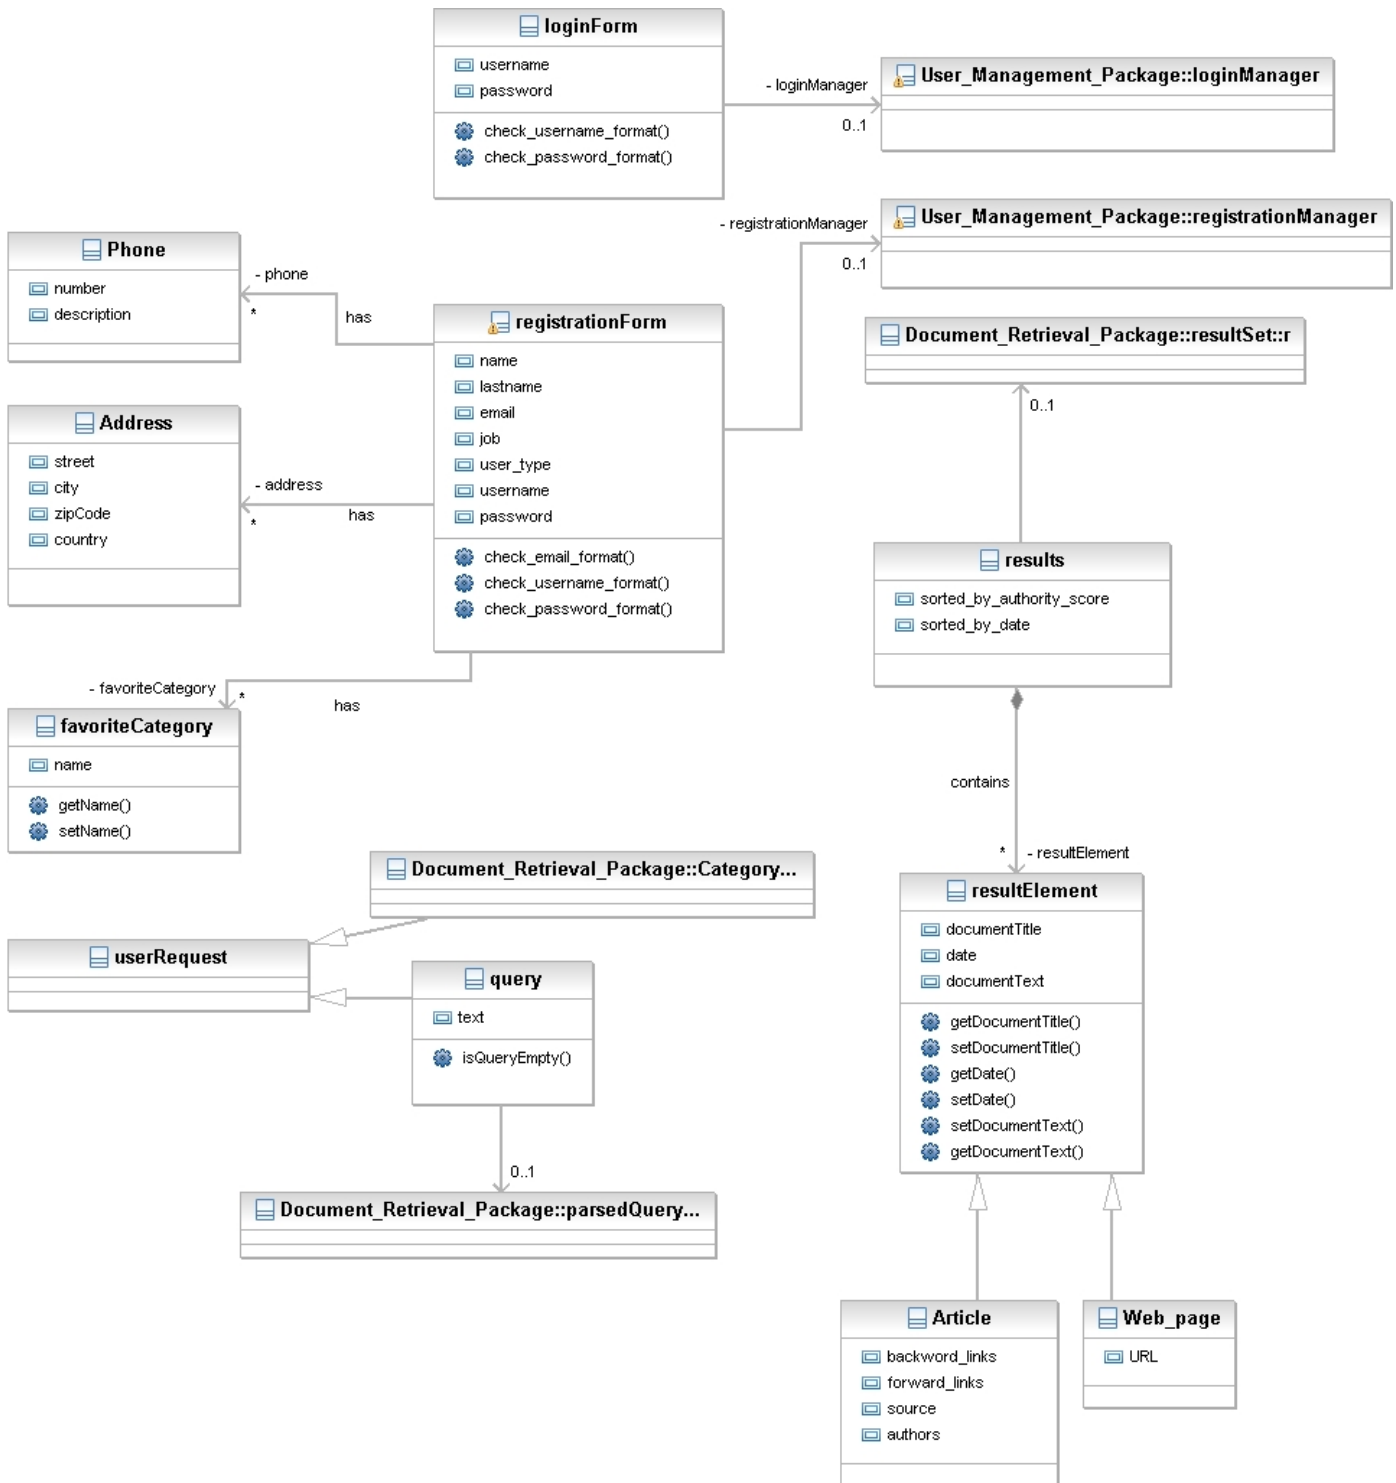 loginForm
username
password
check_username_format()
check_password_format()
- loginManager
0..1
User_Management_Package::loginManager
- registrationManager
0..1
User_Management_Package::registrationManager
Phone
number
description
- phone
*
has
registrationForm
name
lastname
email
job
user_type
username
password
check_email_format()
check_username_format()
check_password_format()
Document_Retrieval_Package::resultSet::r
0..1
Address
street
city
zipCode
country
- address
*
has
results
sorted_by_authority_score
sorted_by_date
- favoriteCategory
*
has
favoriteCategory
name
getName()
setName()
contains
*
- resultElement
Document_Retrieval_Package::Category...
userRequest
query
text
isQueryEmpty()
0..1
Document_Retrieval_Package::parsedQuery...
resultElement
documentTitle
date
documentText
getDocumentTitle()
setDocumentTitle()
getDate()
setDate()
setDocumentText()
getDocumentText()
Article
backword_links
forward_links
source
authors
Web_page
URL